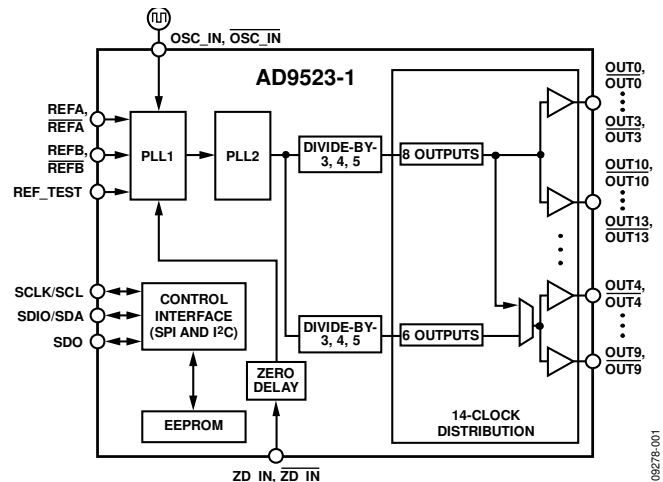 OSC_IN, OSC_IN
AD9523-1
REFA,
REFA
REFB,
REFB
REF_TEST
PLL1
PLL2
DIVIDE-BY-
3, 4, 5
8 OUTPUTS
OUT0,
OUT0
OUT3,
OUT3
OUT10,
OUT10
OUT13,
OUT13
SCLK/SCL
SDIO/SDA
SDO
CONTROL
INTERFACE
(SPI AND I²C)
EEPROM
ZERO
DELAY
DIVIDE-BY-
3, 4, 5
6 OUTPUTS
OUT4,
OUT4
OUT9,
OUT9
14-CLOCK
DISTRIBUTION
ZD_IN, ZD_IN
09278-001